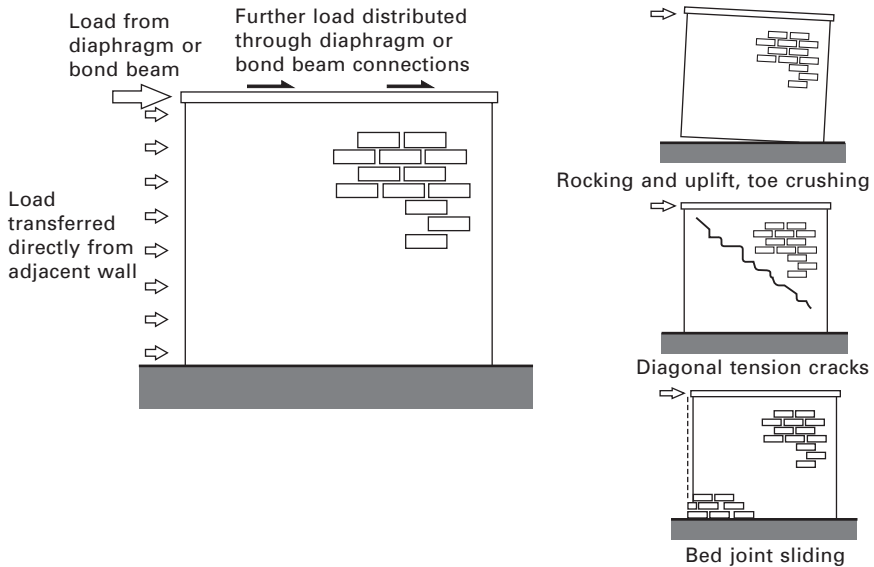 Load from
diaphragm or
bond beam
Further load distributed
through diaphragm or
bond beam connections
Load
transferred
directly from
adjacent wall
Rocking and uplift, toe crushing
Diagonal tension cracks
Bed joint sliding